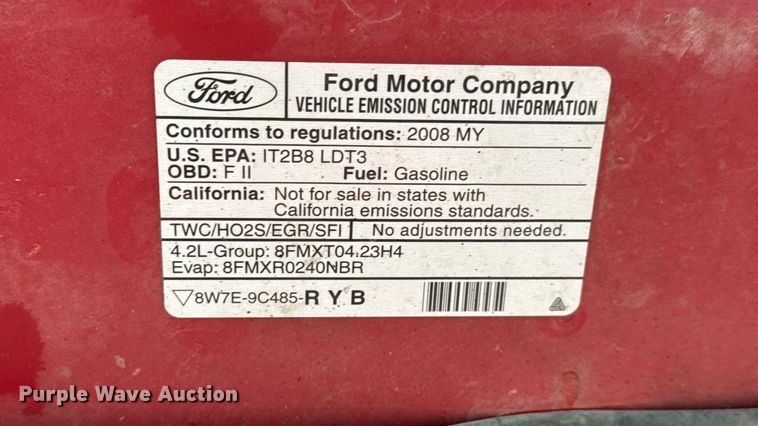 Ford
Ford Motor Company
VEHICLE EMISSION CONTROL INFORMATION
Conforms to regulations: 2008 MY
U.S. EPA: IT2B8 LDT3
OBD: F II Fuel: Gasoline
California: Not for sale in states with
California emissions standards.
TWC/HO2S/EGR/SFI No adjustments needed.
4.2L-Group: 8FMXT04.23H4
Evap: 8FMXR0240NBR
8W7E-9C485-R Y B
Purple Wave Auction